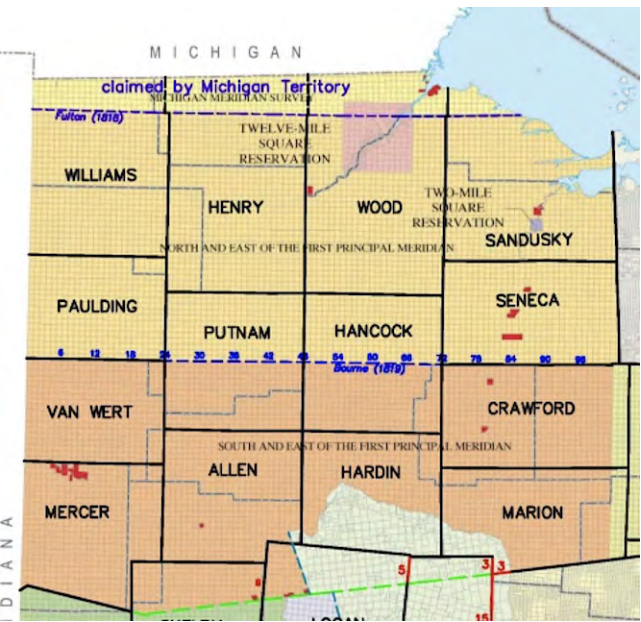 MICHIGAN
claimed by Michigan Territory
MICHIGAN MERIDIAN SURVEY
Fulton (1818)
TWELVE-MILE
SQUARE
RESERVATION
WILLIAMS
HENRY
WOOD
TWO-MILE
SQUARE
RESERVATION
SANDUSKY
NORTH AND EAST OF THE FIRST PRINCIPAL MERIDIAN
PAULDING
PUTNAM
HANCOCK
SENECA
6 12 18 24 30 36 42 48 54 60 66 72 78 84 90 96
Bourne (1819)
VAN WERT
CRAWFORD
SOUTH AND EAST OF THE FIRST PRINCIPAL MERIDIAN
ALLEN
HARDIN
MERCER
MARION
5
3
3
8
15
LOGAN